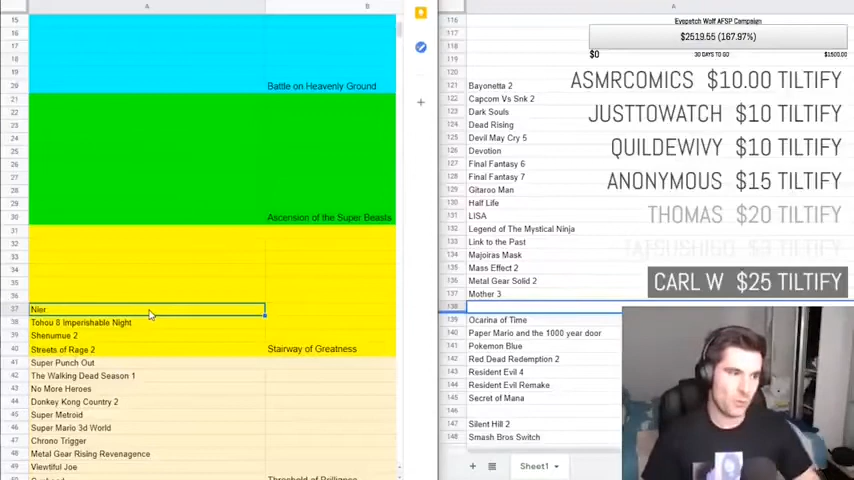 A
B
15
16
17
18
19
20 Battle on Heavenly Ground
21
22
23
24
25
26
27
28
29
30 Ascension of the Super Beasts
31
32
33
34
35
36
37 Nier
38 Tohou 8 Imperishable Night
39 Shenumue 2
40 Streets of Rage 2 Stairway of Greatness
41 Super Punch Out
42 The Walking Dead Season 1
43 No More Heroes
44 Donkey Kong Country 2
45 Super Metroid
46 Super Mario 3d World
47 Chrono Trigger
48 Metal Gear Rising Revenagence
49 Viewtiful Joe
A
116
117
118
119
120
121 Bayonetta 2
122 Capcom Vs Snk 2
123 Dark Souls
124 Dead Rising
125 Devil May Cry 5
126 Devotion
127 Final Fantasy 6
128 Final Fantasy 7
129 Gitaroo Man
130 Half Life
131 LISA
132 Legend of The Mystical Ninja
133 Link to the Past
134 Majoiras Mask
135 Mass Effect 2
136 Metal Gear Solid 2
137 Mother 3
138
139 Ocarina of Time
140 Paper Mario and the 1000 year door
141 Pokemon Blue
142 Red Dead Redemption 2
143 Resident Evil 4
144 Resident Evil Remake
145 Secret of Mana
146
147 Silent Hill 2
148 Smash Bros Switch
Sheet1
Eyepatch Wolf AFSP Campaign
$2519.55 (167.97%)
$0 30 DAYS TO GO $1500.00
ASMRCOMICS $10.00 TILTIFY
JUSTTOWATCH $10 TILTIFY
QUILDEWIVY $10 TILTIFY
ANONYMOUS $15 TILTIFY
THOMAS $20 TILTIFY
CARL W $25 TILTIFY